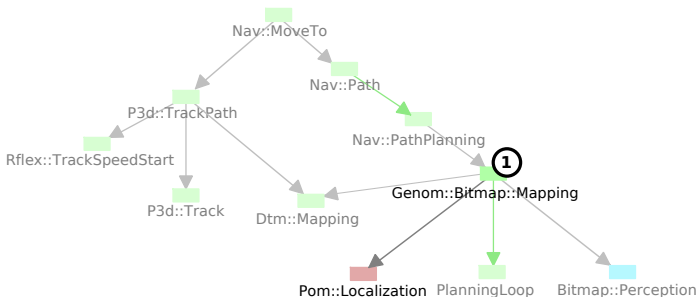 Nav::MoveTo
Nav::Path
P3d::TrackPath
Nav::PathPlanning
Rflex::TrackSpeedStart
1
Genom::Bitmap::Mapping
P3d::Track
Dtm::Mapping
Pom::Localization
PlanningLoop
Bitmap::Perception